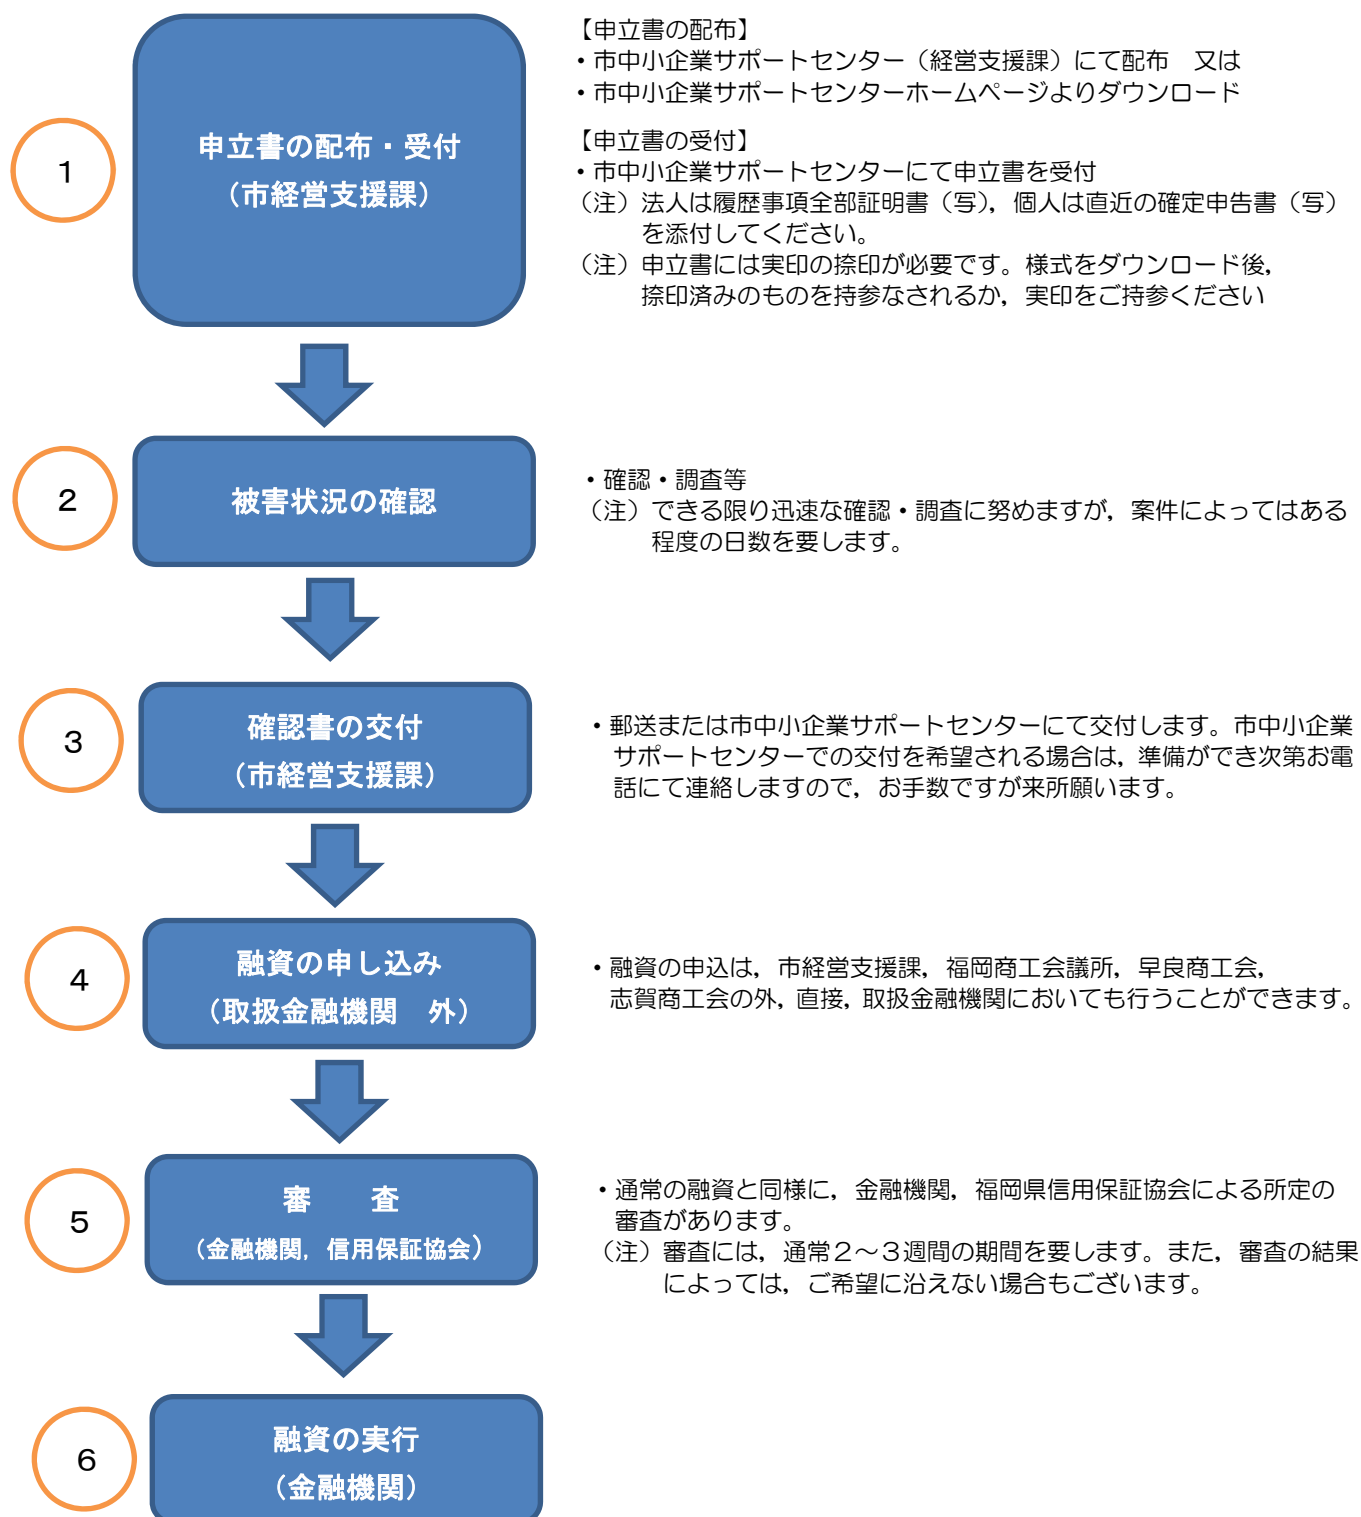 1
申立書の配布・受付
（市経営支援課）
【申立書の配布】
・市中小企業サポートセンター（経営支援課）にて配布　又は
・市中小企業サポートセンターホームページよりダウンロード
【申立書の受付】
・市中小企業サポートセンターにて申立書を受付
（注）法人は履歴事項全部証明書（写），個人は直近の確定申告書（写）
を添付してください。
（注）申立書には実印の捺印が必要です。様式をダウンロード後，
捺印済みのものを持参なされるか，実印をご持参ください
2
被害状況の確認
・確認・調査等
（注）できる限り迅速な確認・調査に努めますが，案件によってはある
程度の日数を要します。
3
確認書の交付
（市経営支援課）
・郵送または市中小企業サポートセンターにて交付します。市中小企業
サポートセンターでの交付を希望される場合は，準備ができ次第お電
話にて連絡しますので，お手数ですが来所願います。
4
融資の申し込み
（取扱金融機関　外）
・融資の申込は，市経営支援課，福岡商工会議所，早良商工会，
志賀商工会の外，直接，取扱金融機関においても行うことができます。
5
審　　査
（金融機関，信用保証協会）
・通常の融資と同様に，金融機関，福岡県信用保証協会による所定の
審査があります。
（注）審査には，通常２～３週間の期間を要します。また，審査の結果
によっては，ご希望に沿えない場合もございます。
6
融資の実行
（金融機関）